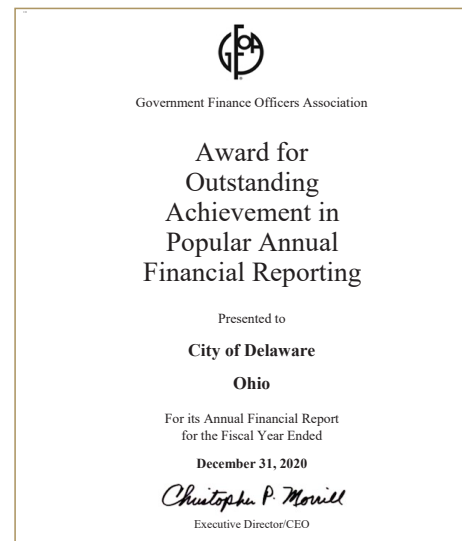 GFOA
Government Finance Officers Association
Award for
Outstanding
Achievement in
Popular Annual
Financial Reporting
Presented to
City of Delaware
Ohio
For its Annual Financial Report
for the Fiscal Year Ended
December 31, 2020
Christopher P. Morrill
Executive Director/CEO